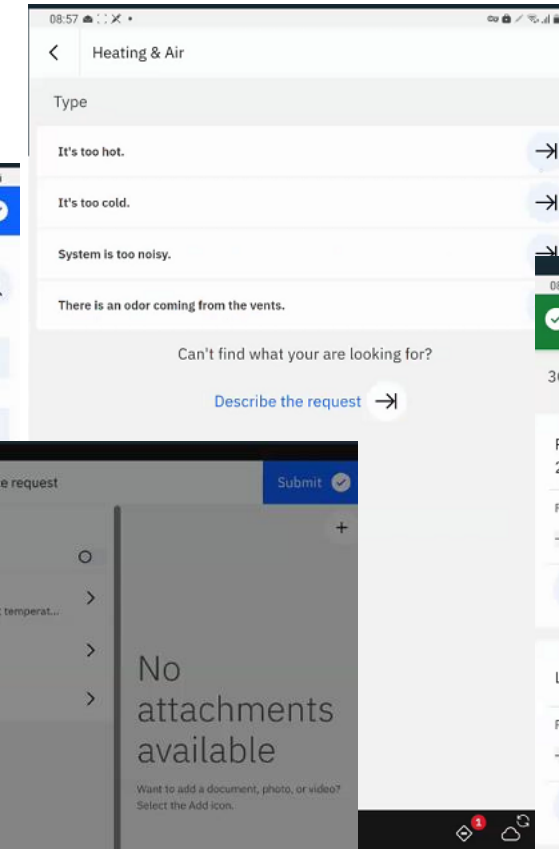 08:57
Heating & Air
Type
It's too hot.
It's too cold.
System is too noisy.
There is an odor coming from the vents.
Can't find what your are looking for?
Describe the request
request
Submit
No
attachments
available
Want to add a document, photo, or video?
Select the Add icon.
1